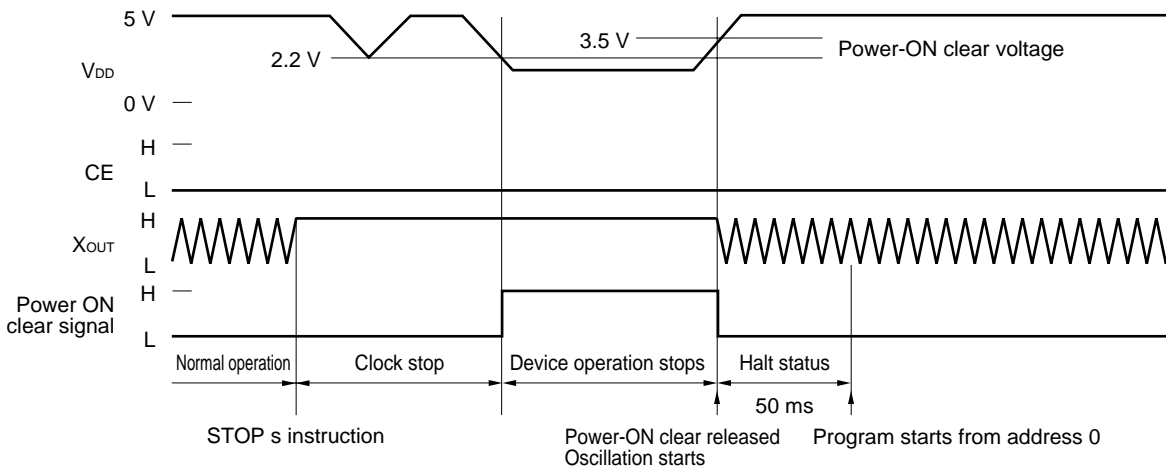 5 V
3.5 V
Power-ON clear voltage
2.2 V
VDD
0 V
H
CE
L
H
XOUT
L
H
Power ON
clear signal
L
Normal operation
Clock stop
Device operation stops
Halt status
50 ms
STOP s instruction
Power-ON clear released
Oscillation starts
Program starts from address 0